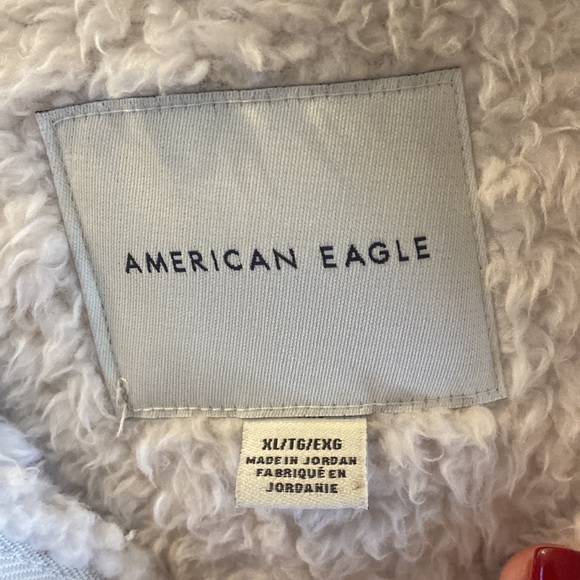 AMERICAN EAGLE
XL/TG/EXG
MADE IN JORDAN
FABRIQUÉ EN
JORDANIE